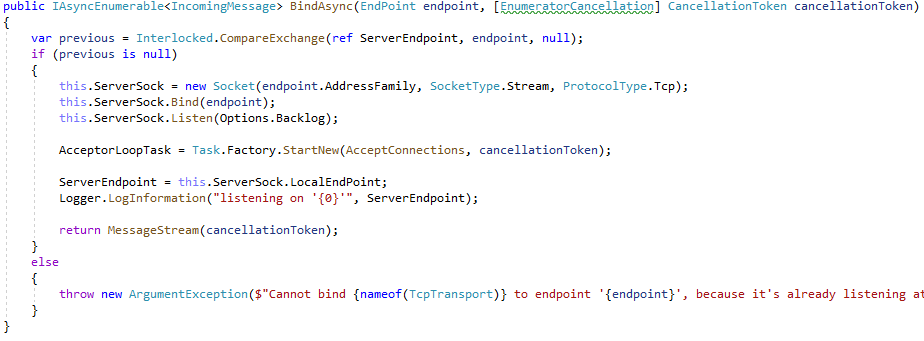 public IAsyncEnumerable<IncomingMessage> BindAsync(EndPoint endpoint, [EnumeratorCancellation] CancellationToken cancellationToken)
{
    var previous = Interlocked.CompareExchange(ref ServerEndpoint, endpoint, null);
    if (previous is null)
    {
        this.ServerSock = new Socket(endpoint.AddressFamily, SocketType.Stream, ProtocolType.Tcp);
        this.ServerSock.Bind(endpoint);
        this.ServerSock.Listen(Options.Backlog);

        AcceptorLoopTask = Task.Factory.StartNew(AcceptConnections, cancellationToken);

        ServerEndpoint = this.ServerSock.LocalEndPoint;
        Logger.LogInformation("listening on '{0}'", ServerEndpoint);

        return MessageStream(cancellationToken);
    }
    else
    {
        throw new ArgumentException($"Cannot bind {nameof(TcpTransport)} to endpoint '{endpoint}', because it's already listening at
    }
}